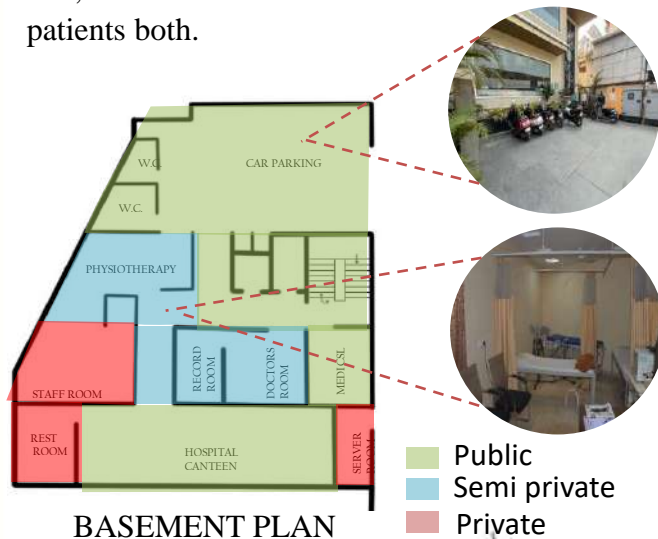 patients both.
W.C.
CAR PARKING
W.C.
PHYSIOTHERAPY
RECORD
ROOM
DOCTORS
ROOM
MEDICSL
STAFF ROOM
REST
ROOM
HOSPITAL
CANTEEN
SERVER
ROOM
Public
Semi private
Private
BASEMENT PLAN